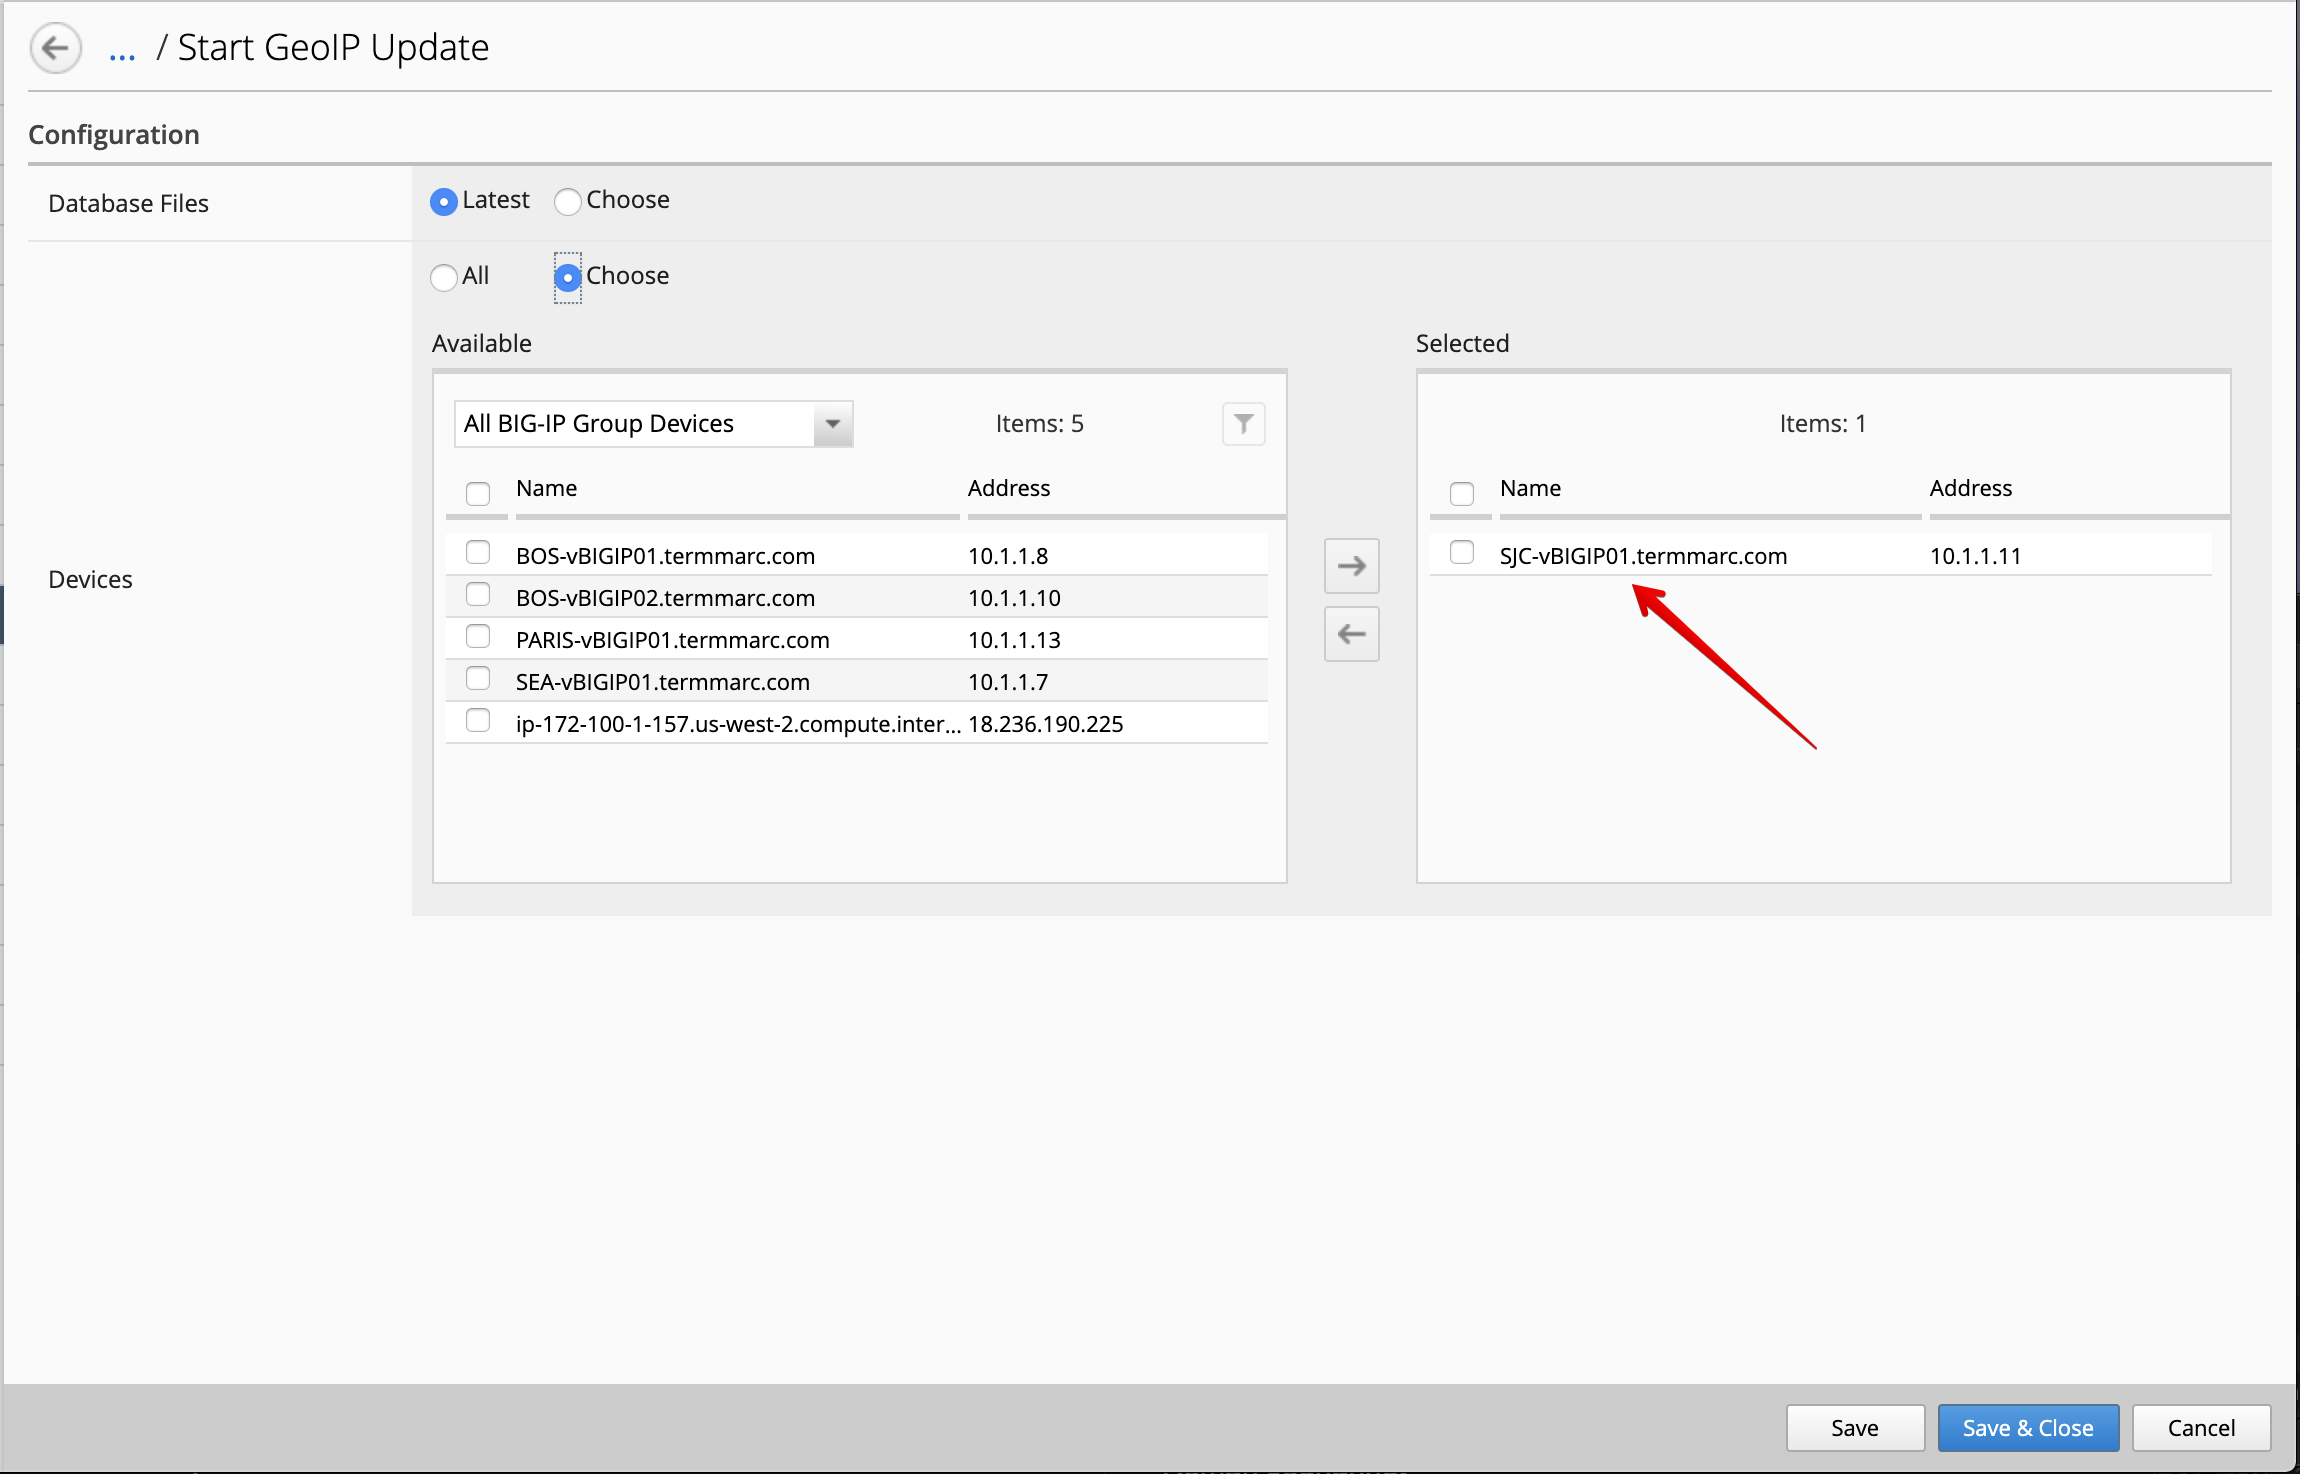 ... / Start GeoIP Update
Configuration
Database Files
Latest Choose
All Choose
Devices
Available
Selected
All BIG-IP Group Devices Items: 5
Items: 1
Name Address
Name Address
BOS-vBIGIP01.termmarc.com 10.1.1.8
SJC-vBIGIP01.termmarc.com 10.1.1.11
BOS-vBIGIP02.termmarc.com 10.1.1.10
PARIS-vBIGIP01.termmarc.com 10.1.1.13
SEA-vBIGIP01.termmarc.com 10.1.1.7
ip-172-100-1-157.us-west-2.compute.inter... 18.236.190.225
Save Save & Close Cancel